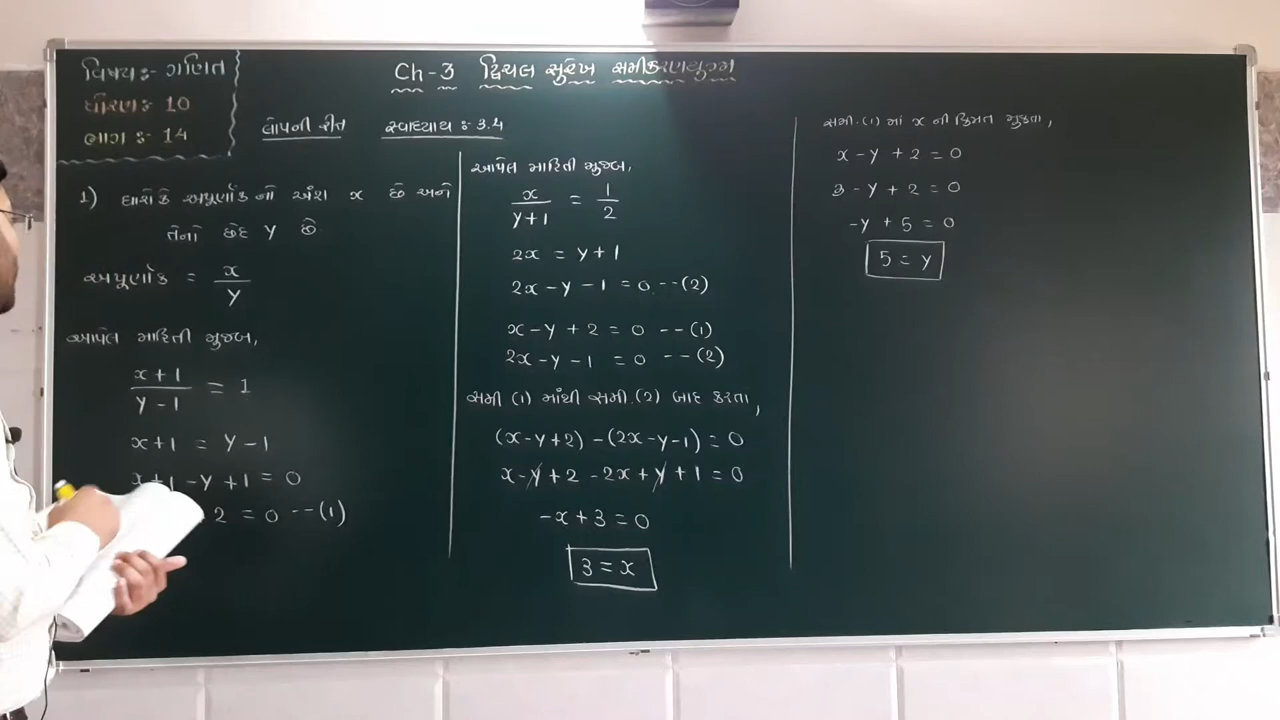 વિષય :- ગણિત
ધોરણ :- 10
ભાગ :- 14
Ch-3 દ્વિચલ સુરેખ સમીકરણયુગ્મ
લોપની રીત સ્વાધ્યાય :- 3.4
1) ધારોકે અપૂર્ણાંક નો અંશ x છે અને
તેનો છેદ y છે
અપૂર્ણાંક = x/y
આપેલ માહિતી મુજબ,
(x+1)/(y-1) = 1
x+1 = y-1
x+1-y+1=0
2 = 0 --(1)
આપેલ માહિતી મુજબ,
x/(y+1) = 1/2
2x = y+1
2x-y-1=0 --(2)
x-y+2=0 --(1)
2x-y-1=0 --(2)
સમી (1) માંથી સમી.(2) બાદ કરતા,
(x-y+2)-(2x-y-1)=0
x-y+2-2x+y+1=0
-x+3=0
3=x
સમી.(1) માં x ની કિંમત મુકતા,
x-y+2=0
3-y+2=0
-y+5=0
5=y